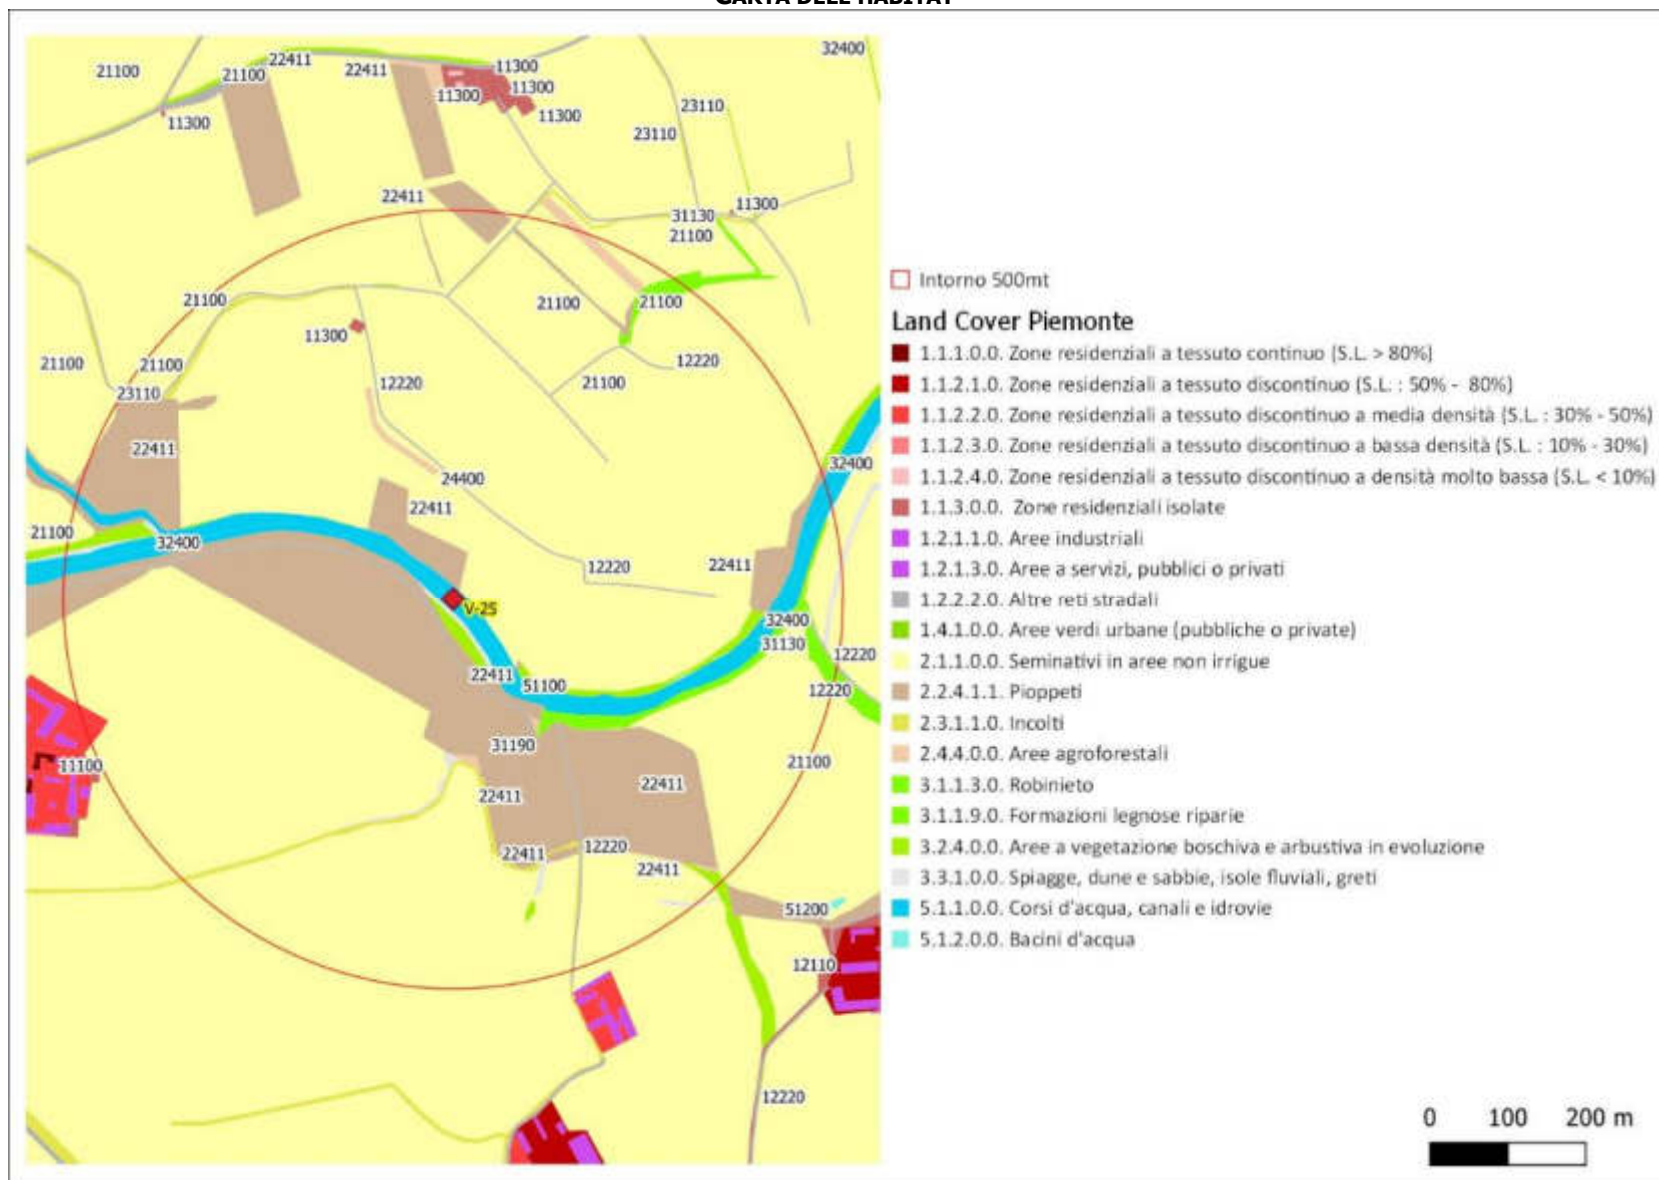 CARTA DELL'HABITAT
32400
22411
21100
21100
22411
11300
11300
11300
11300
11300
23110
23110
22411
11300
31130
21100
21100
21100
21100
11300
12220
21100
21100
23110
12220
21100
22411
32400
24400
22411
21100
32400
22411
12220
V-25
32400
31130
12220
22411
51100
12220
31190
11100
21100
22411
22411
22411
12220
22411
51200
12110
12220
Intorno 500mt
Land Cover Piemonte
1.1.1.0.0. Zone residenziali a tessuto continuo (S.L. > 80%)
1.1.2.1.0. Zone residenziali a tessuto discontinuo (S.L. : 50% - 80%)
1.1.2.2.0. Zone residenziali a tessuto discontinuo a media densità (S.L. : 30% - 50%)
1.1.2.3.0. Zone residenziali a tessuto discontinuo a bassa densità (S.L. : 10% - 30%)
1.1.2.4.0. Zone residenziali a tessuto discontinuo a densità molto bassa (S.L. < 10%)
1.1.3.0.0. Zone residenziali isolate
1.2.1.1.0. Aree industriali
1.2.1.3.0. Aree a servizi, pubblici o privati
1.2.2.2.0. Altre reti stradali
1.4.1.0.0. Aree verdi urbane (pubbliche o private)
2.1.1.0.0. Seminativi in aree non irrigue
2.2.4.1.1. Pioppeti
2.3.1.1.0. Incolti
2.4.4.0.0. Aree agroforestali
3.1.1.3.0. Robinieto
3.1.1.9.0. Formazioni legnose riparie
3.2.4.0.0. Aree a vegetazione boschiva e arbustiva in evoluzione
3.3.1.0.0. Spiagge, dune e sabbie, isole fluviali, greti
5.1.1.0.0. Corsi d'acqua, canali e idrovie
5.1.2.0.0. Bacini d'acqua
0 100 200 m